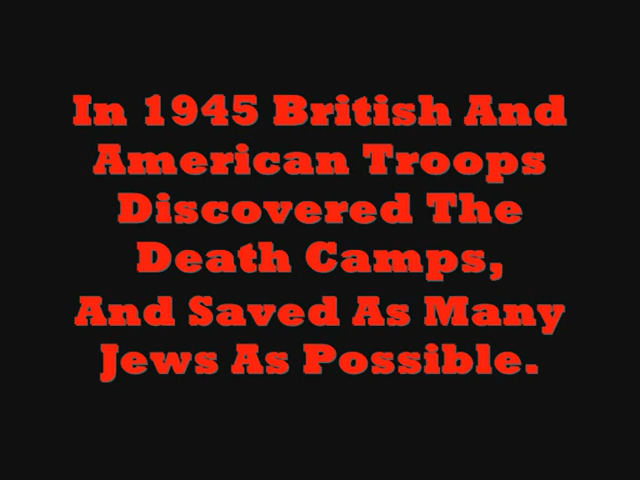 In 1945 British And
American Troops
Discovered The
Death Camps,
And Saved As Many
Jews As Possible.